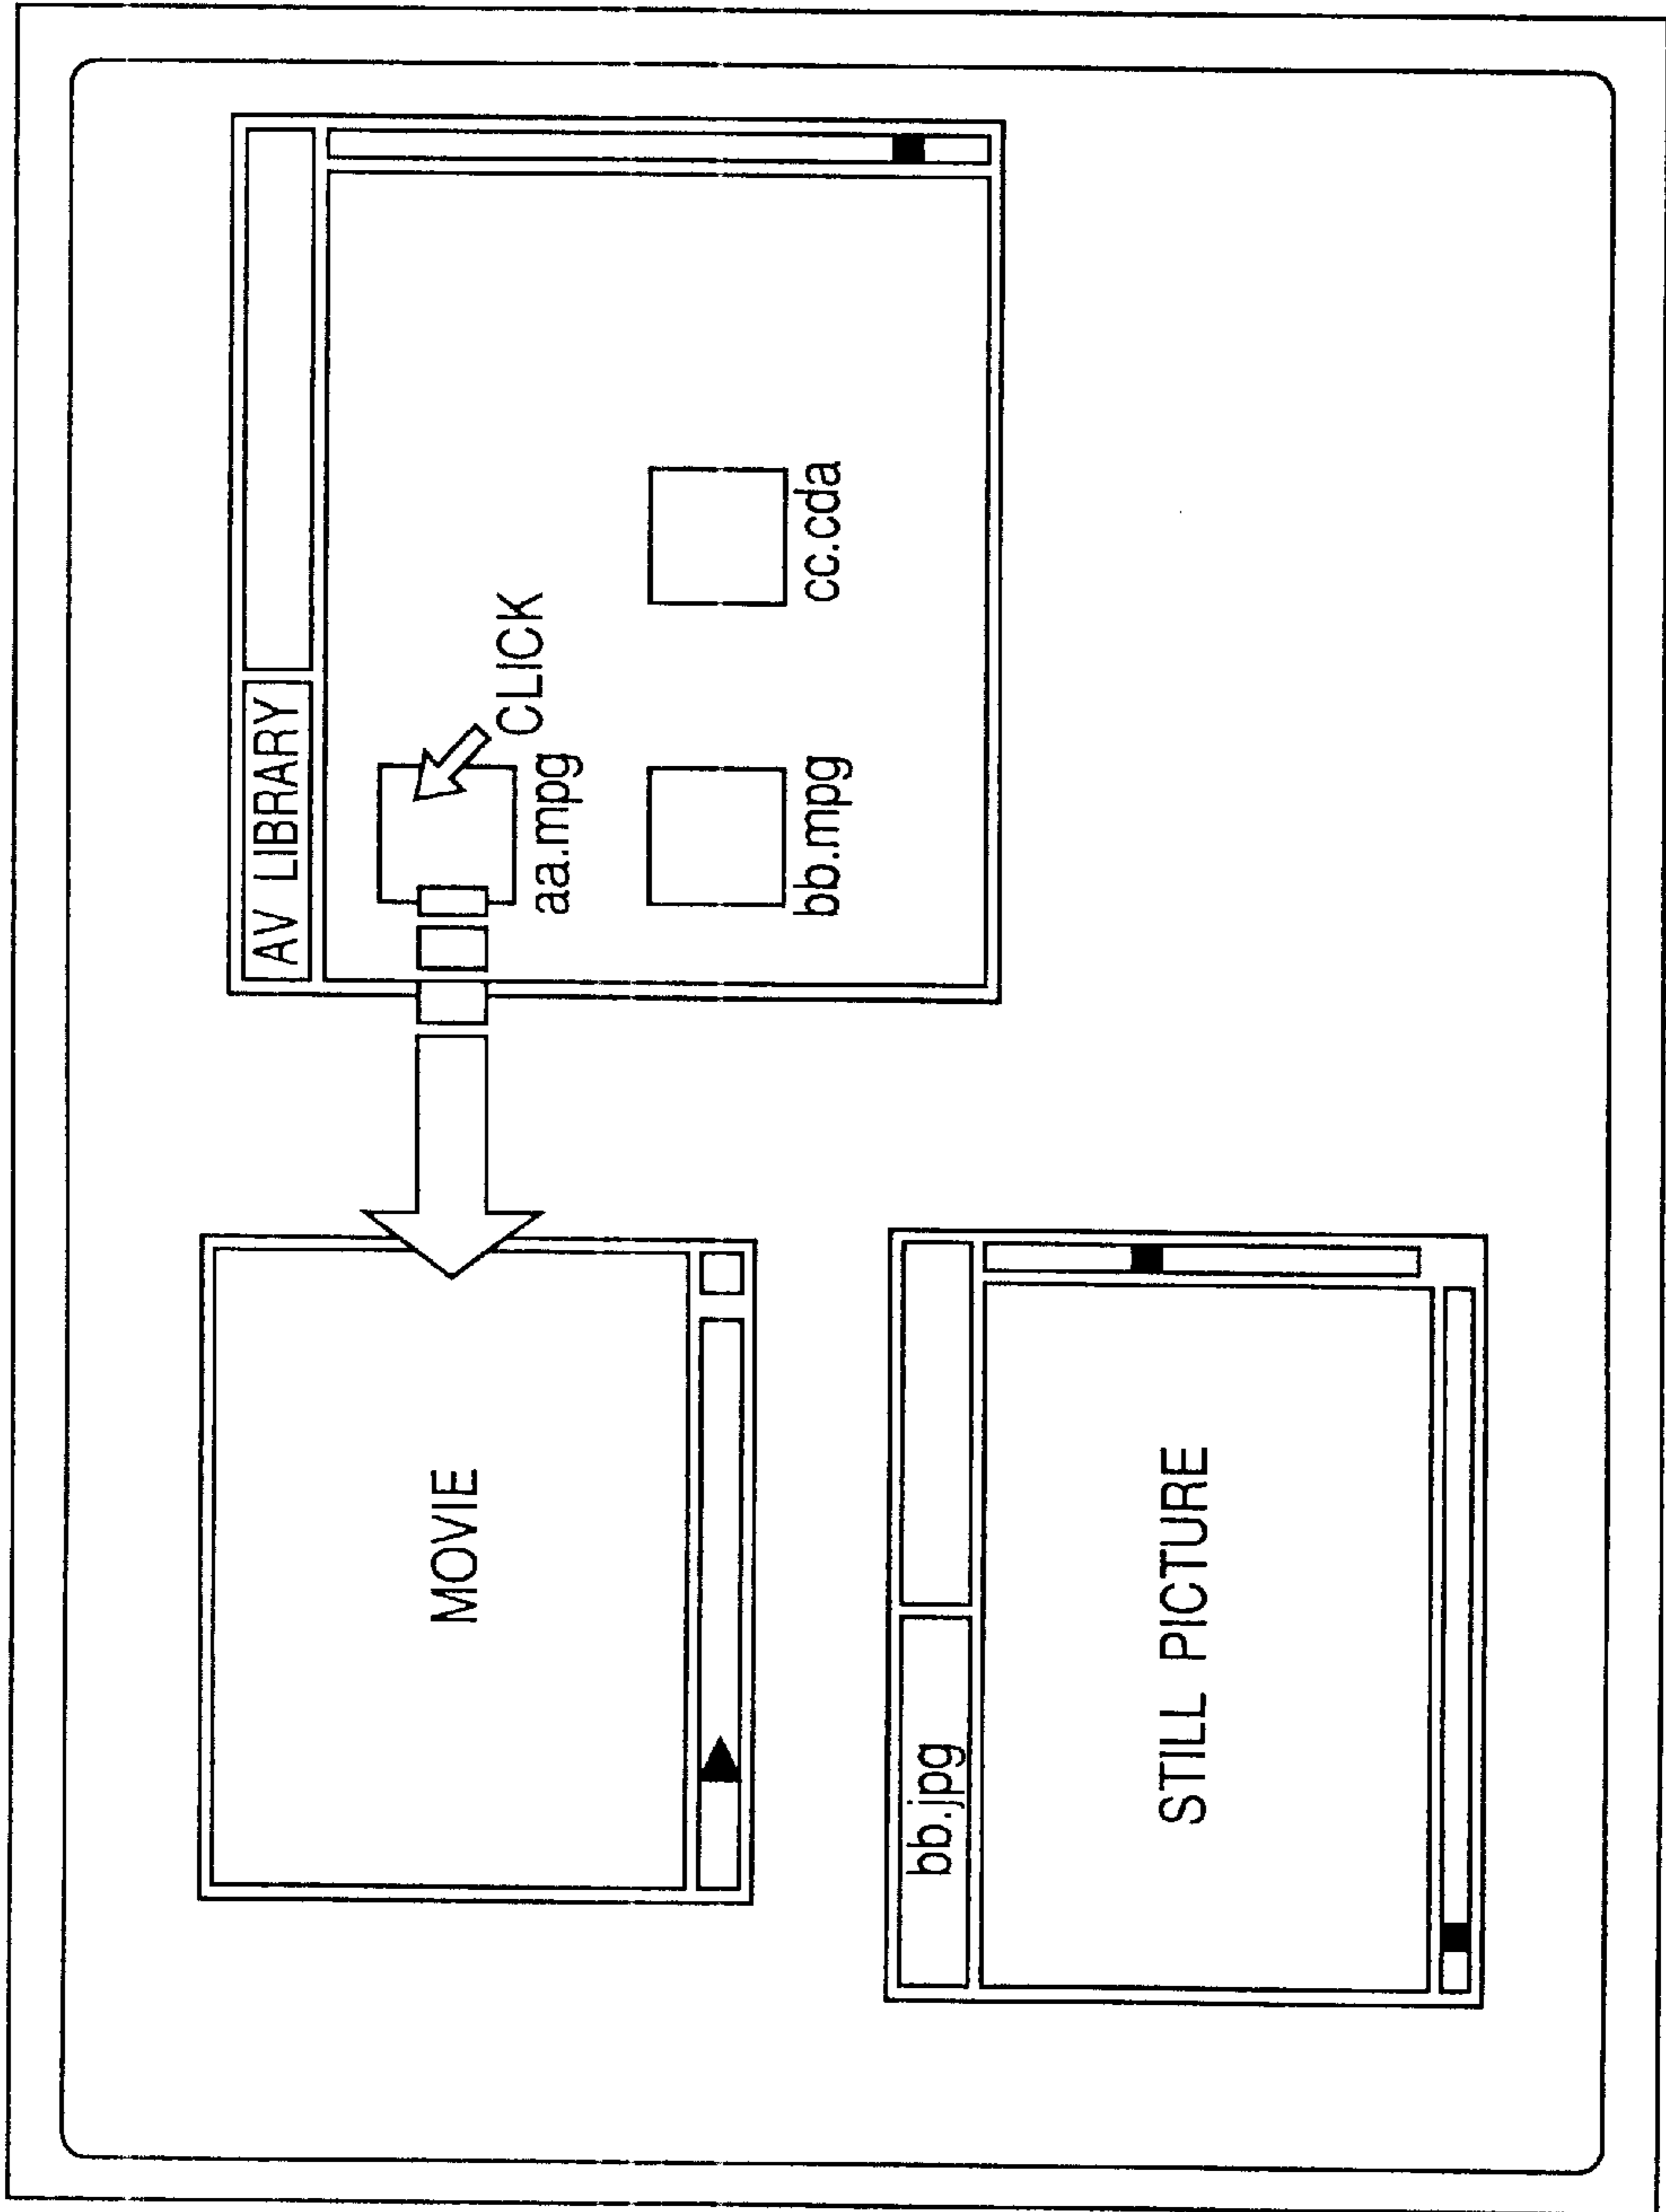 MOVIE
AV LIBRARY
CLICK
aa.mpg
bb.mpg
cc.cda
bb.jpg
STILL PICTURE